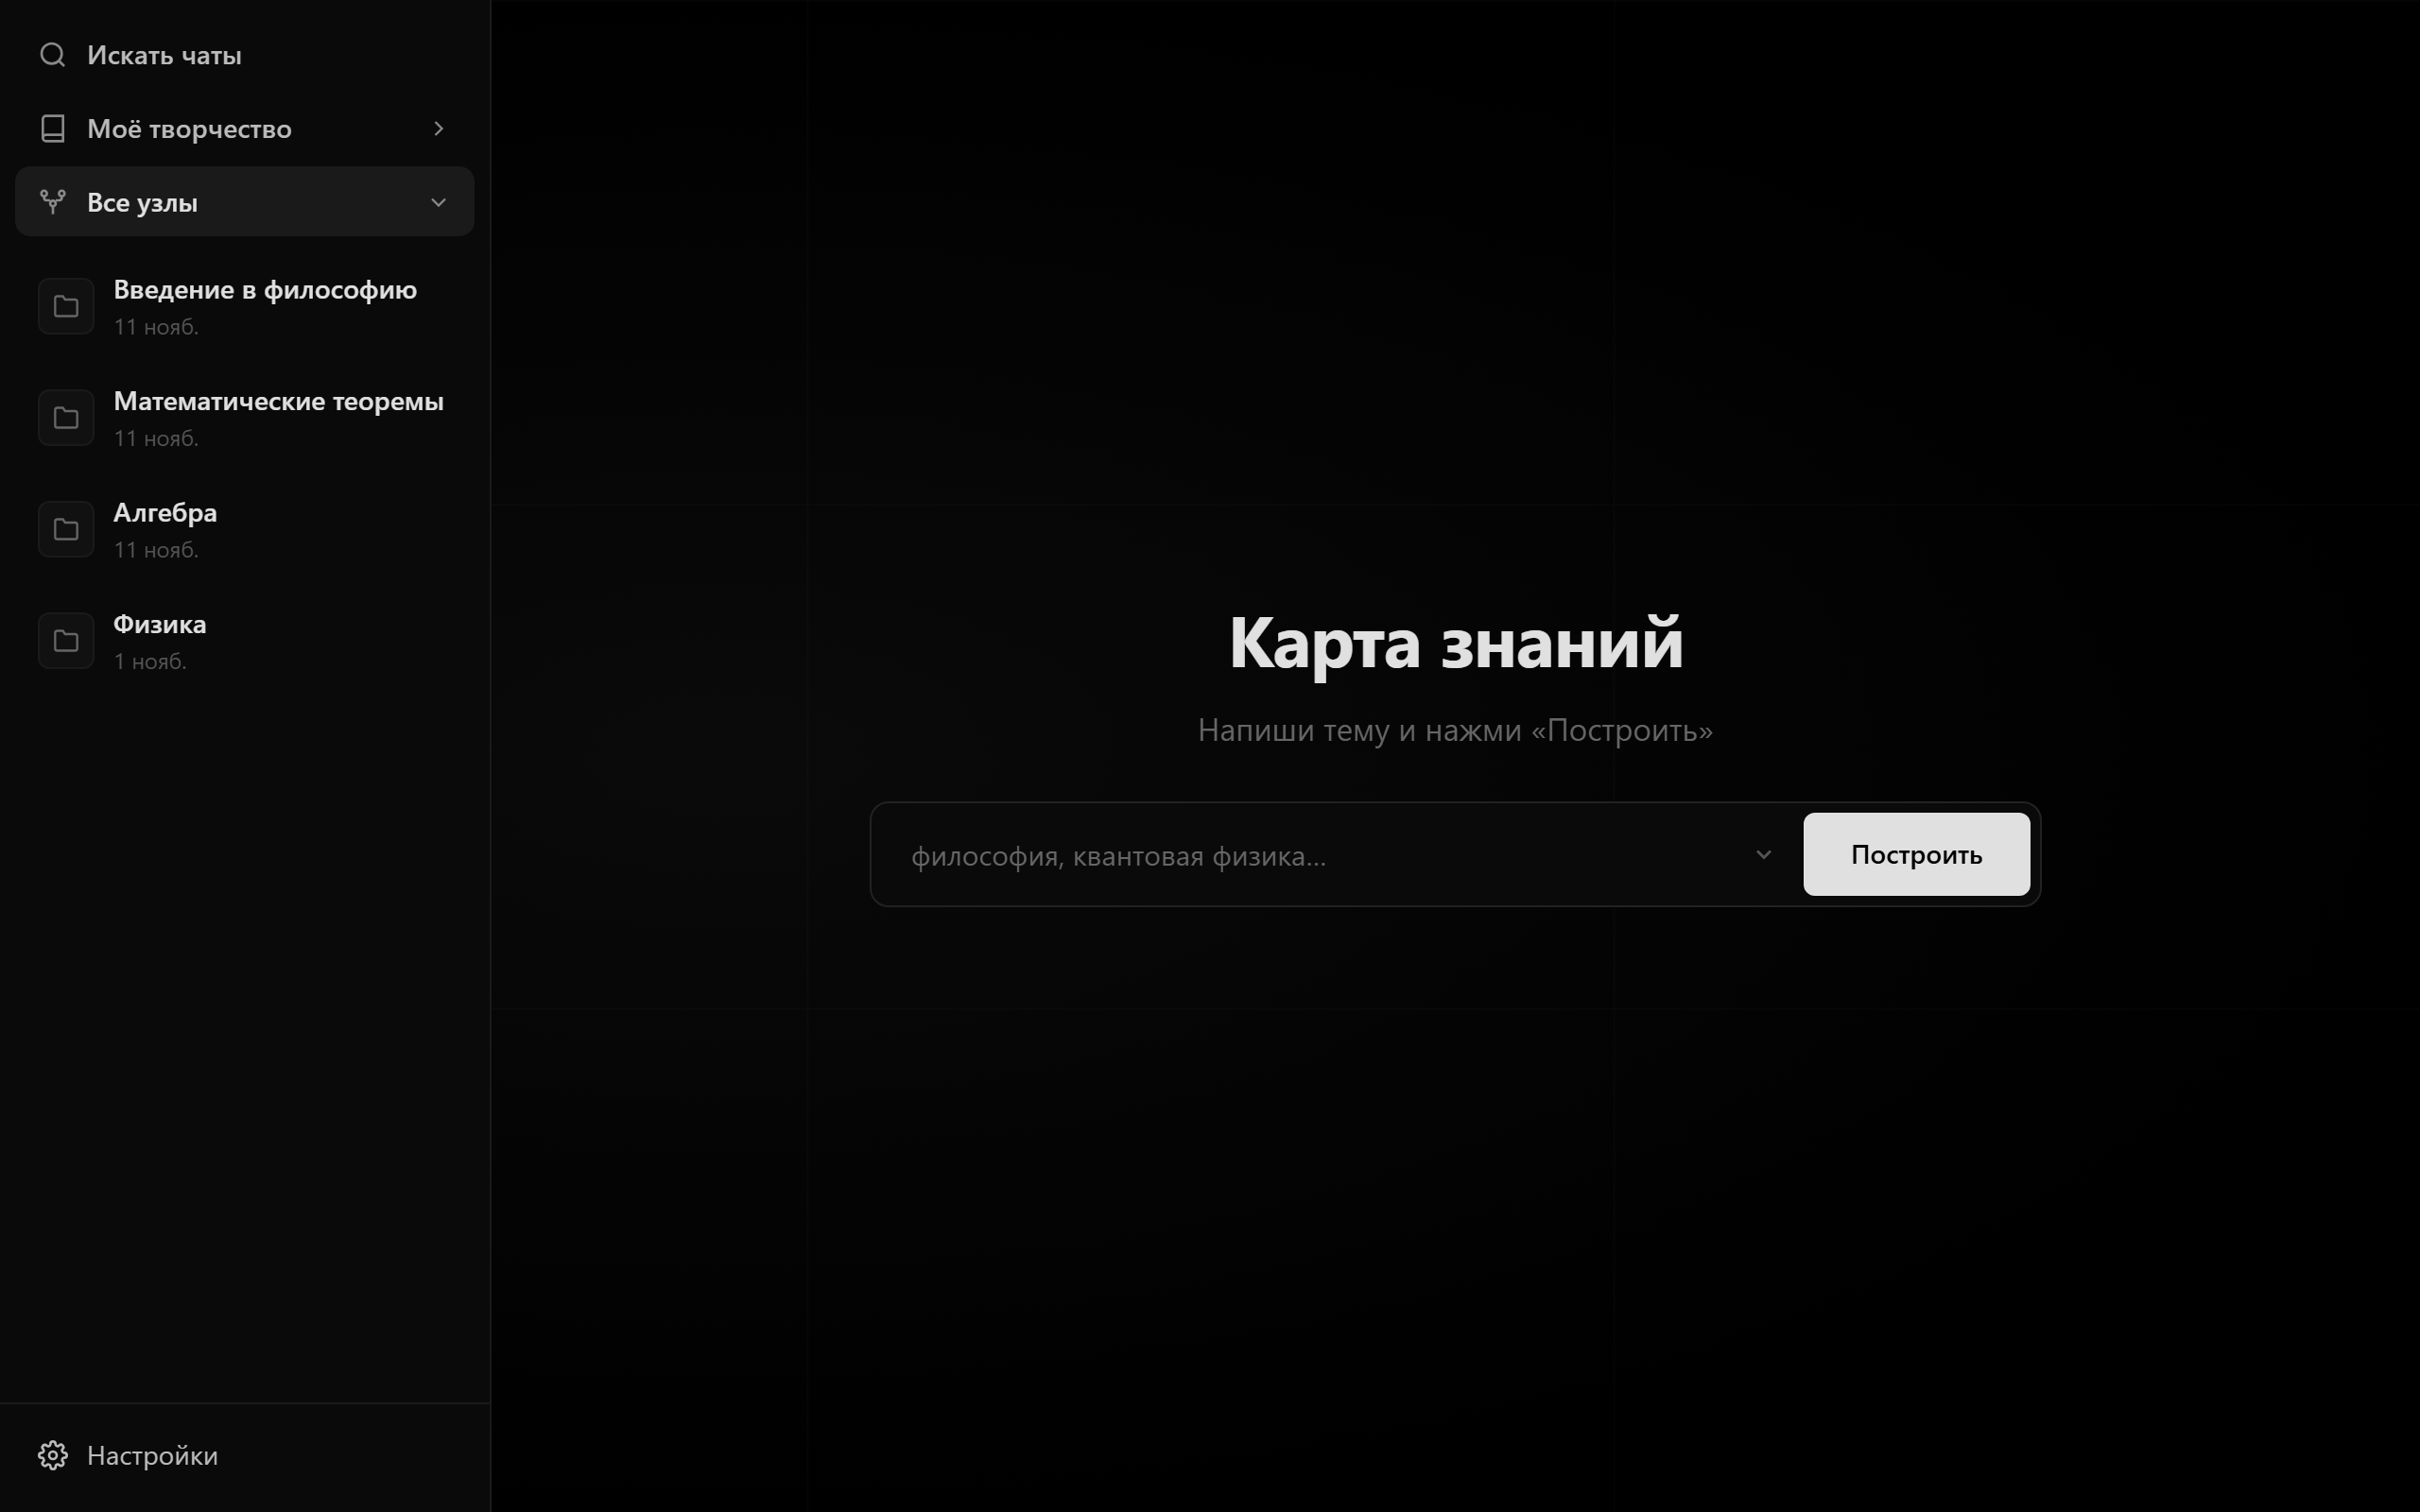 Искать чаты
Моё творчество
Все узлы
Введение в философию
11 нояб.
Математические теоремы
11 нояб.
Алгебра
11 нояб.
Физика
1 нояб.
Настройки
Карта знаний
Напиши тему и нажми «Построить»
философия, квантовая физика...
Построить